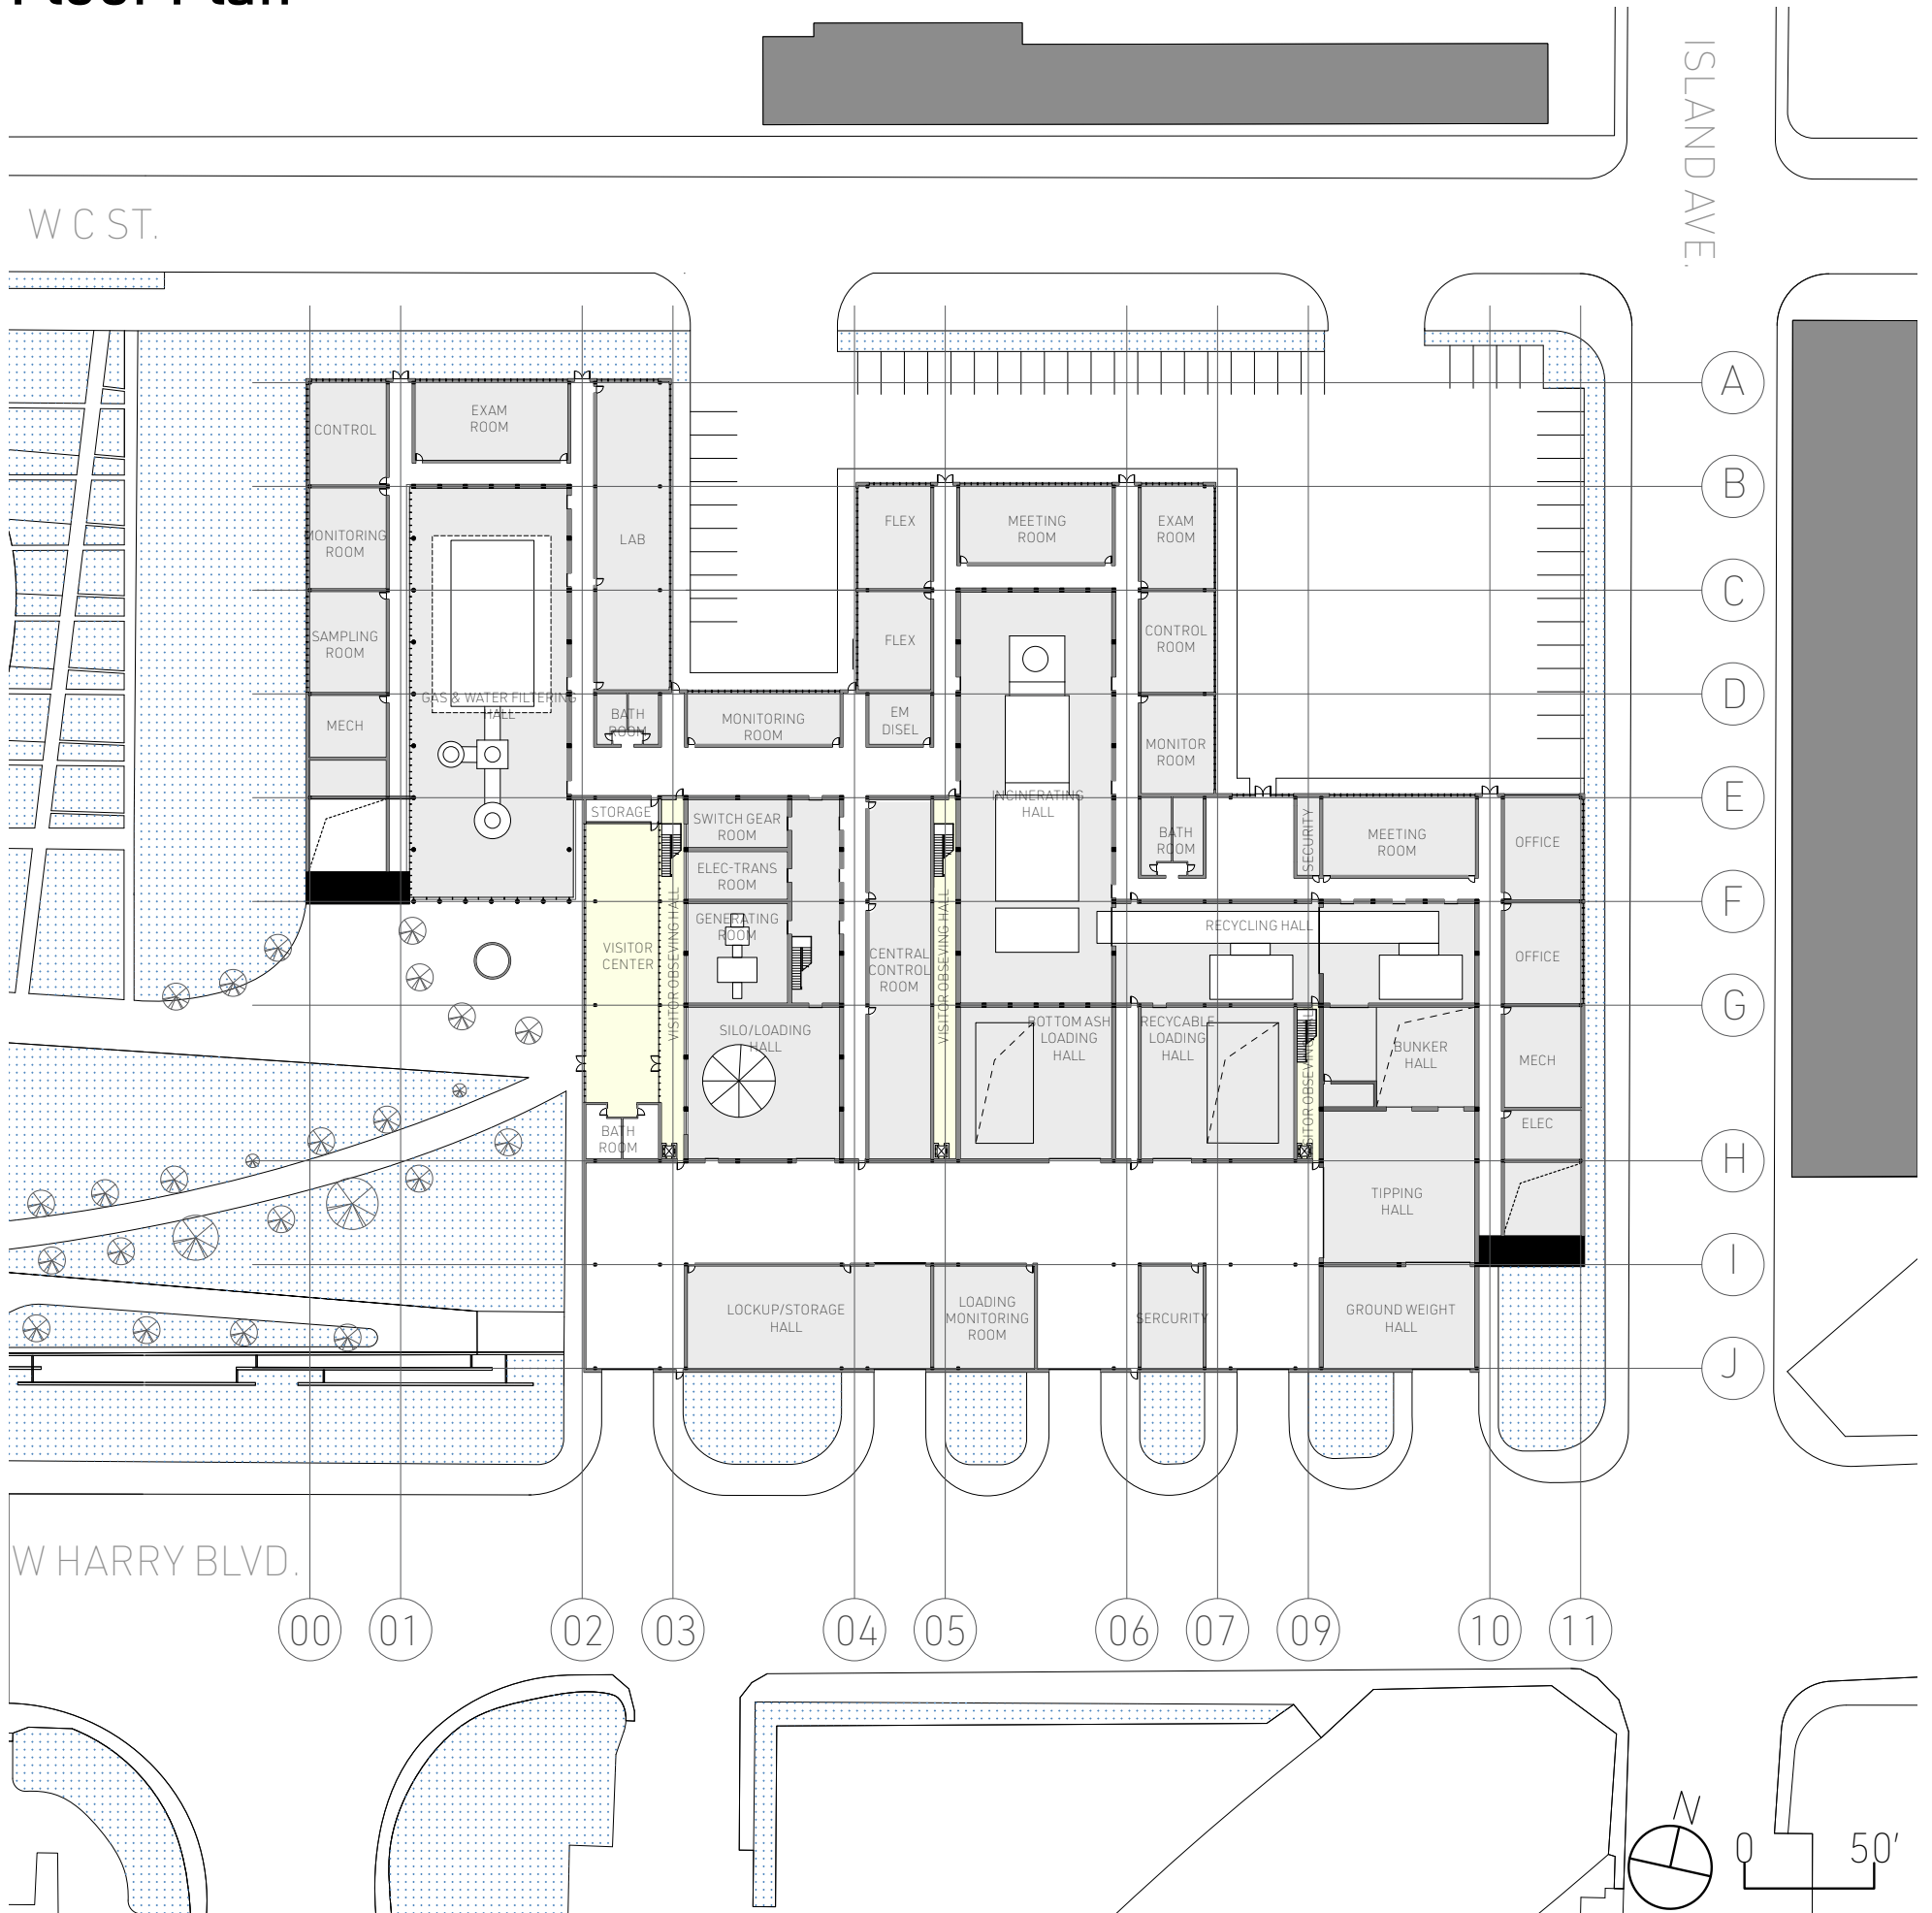 Floor Plan
ISLAND AVE.
W C ST.
A
EXAM
ROOM
CONTROL
B
FLEX
MEETING
ROOM
EXAM
ROOM
MONITORING
ROOM
LAB
C
SAMPLING
ROOM
FLEX
CONTROL
ROOM
D
GAS & WATER FILTERING
HALL
MECH
BATH
ROOM
MONITORING
ROOM
EM
DISEL
MONITOR
ROOM
E
INCINERATING
HALL
STORAGE
SWITCH GEAR
ROOM
BATH
ROOM
SECURITY
MEETING
ROOM
OFFICE
ELEC-TRANS
ROOM
F
GENERATING
ROOM
RECYCLING HALL
VISITOR
CENTER
VISITOR OBSEVING HALL
CENTRAL
CONTROL
ROOM
VISITOR OBSEVING HALL
OFFICE
G
SILO/LOADING
HALL
BOTTOM ASH
LOADING
HALL
RECYCABLE
LOADING
HALL
VISITOR OBSEVING HALL
BUNKER
HALL
MECH
BATH
ROOM
ELEC
H
TIPPING
HALL
I
LOCKUP/STORAGE
HALL
LOADING
MONITORING
ROOM
SERCURITY
GROUND WEIGHT
HALL
J
W HARRY BLVD.
00
01
02
03
04
05
06
07
09
10
11
N
0
50'